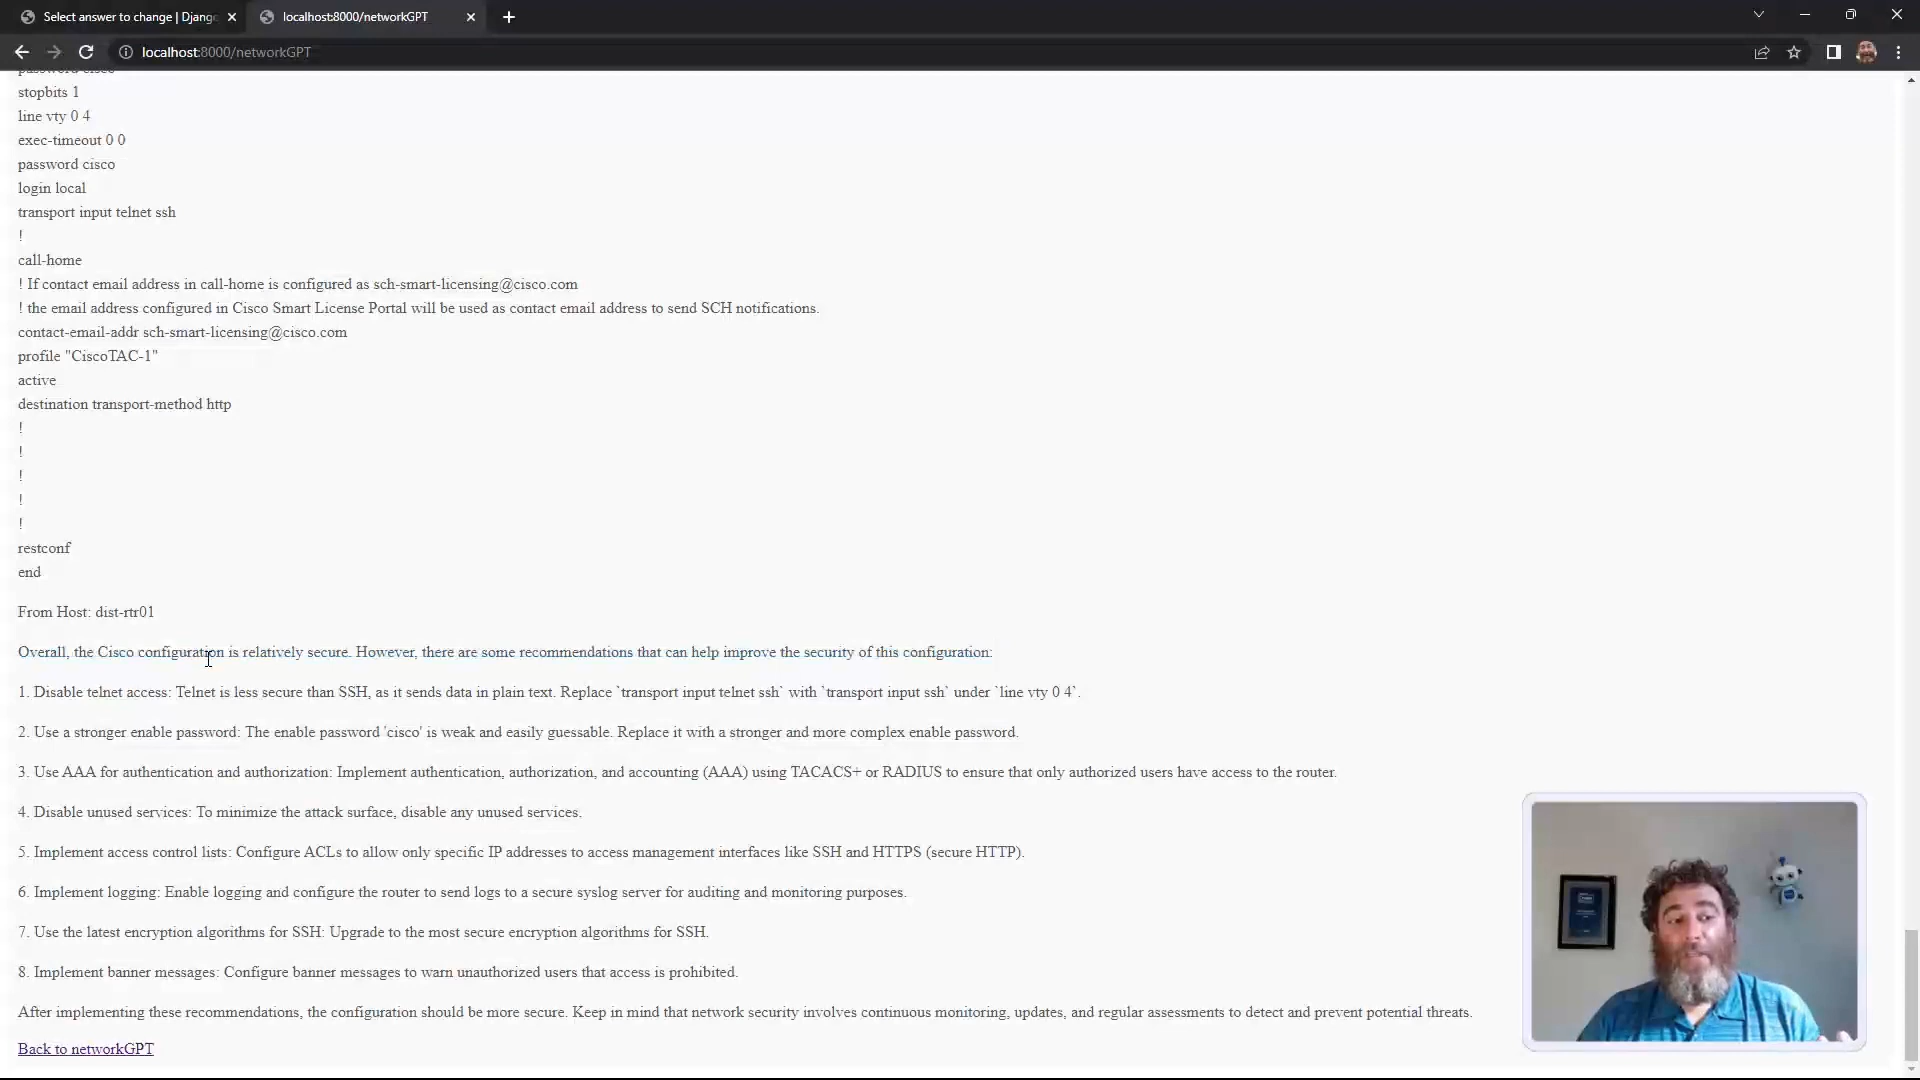 Select answer to change | Djang
localhost:8000/networkGPT
localhost:8000/networkGPT
password cisco
stopbits 1
line vty 0 4
exec-timeout 0 0
password cisco
login local
transport input telnet ssh
!
call-home
! If contact email address in call-home is configured as sch-smart-licensing@cisco.com
! the email address configured in Cisco Smart License Portal will be used as contact email address to send SCH notifications.
contact-email-addr sch-smart-licensing@cisco.com
profile "CiscoTAC-1"
active
destination transport-method http
!
!
!
!
!
restconf
end
From Host: dist-rtr01
Overall, the Cisco configuration is relatively secure. However, there are some recommendations that can help improve the security of this configuration:
1. Disable telnet access: Telnet is less secure than SSH, as it sends data in plain text. Replace `transport input telnet ssh` with `transport input ssh` under `line vty 0 4`.
2. Use a stronger enable password: The enable password 'cisco' is weak and easily guessable. Replace it with a stronger and more complex enable password.
3. Use AAA for authentication and authorization: Implement authentication, authorization, and accounting (AAA) using TACACS+ or RADIUS to ensure that only authorized users have access to the router.
4. Disable unused services: To minimize the attack surface, disable any unused services.
5. Implement access control lists: Configure ACLs to allow only specific IP addresses to access management interfaces like SSH and HTTPS (secure HTTP).
6. Implement logging: Enable logging and configure the router to send logs to a secure syslog server for auditing and monitoring purposes.
7. Use the latest encryption algorithms for SSH: Upgrade to the most secure encryption algorithms for SSH.
8. Implement banner messages: Configure banner messages to warn unauthorized users that access is prohibited.
After implementing these recommendations, the configuration should be more secure. Keep in mind that network security involves continuous monitoring, updates, and regular assessments to detect and prevent potential threats.
Back to networkGPT